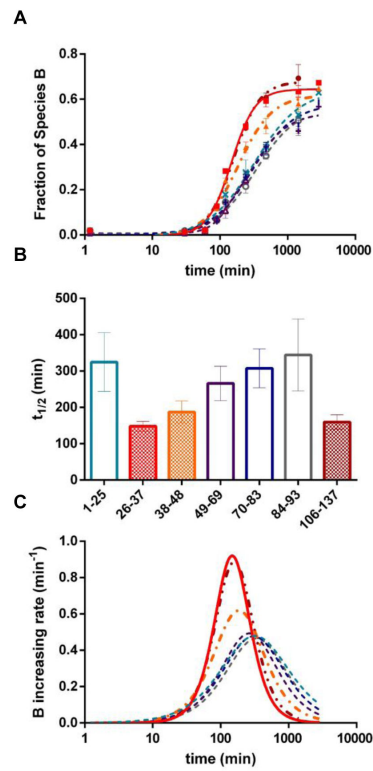 A
Fraction of Species B
0.8
0.6
0.4
0.2
0.0
1 10 100 1000 10000
time (min)
B
t1/2 (min)
500
400
300
200
100
0
1-25 26-37 38-48 49-69 70-83 84-93 106-137
C
B increasing rate (min-1)
1.0
0.8
0.6
0.4
0.2
0.0
1 10 100 1000 10000
time (min)